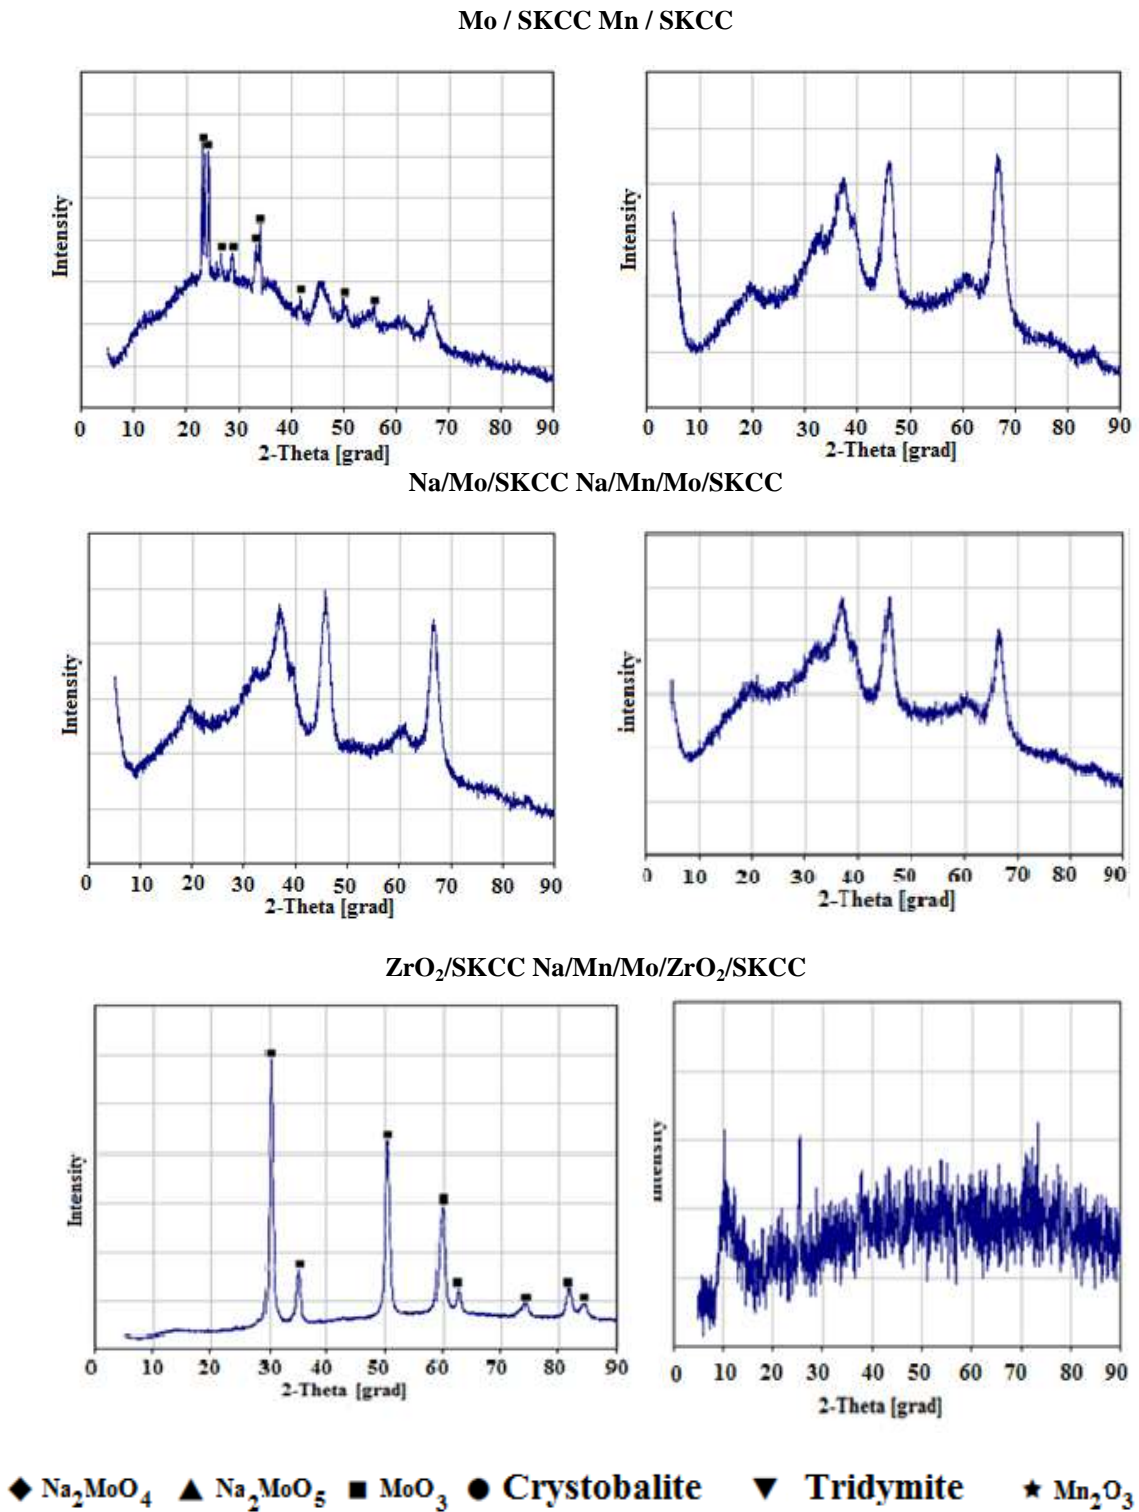 Mo / SKCC Mn / SKCC
Intensity
0 10 20 30 40 50 60 70 80 90
2-Theta [grad]
Intensity
0 10 20 30 40 50 60 70 80 90
2-Theta [grad]
Na/Mo/SKCC Na/Mn/Mo/SKCC
Intensity
0 10 20 30 40 50 60 70 80 90
2-Theta [grad]
intensity
0 10 20 30 40 50 60 70 80 90
2-Theta [grad]
ZrO₂/SKCC Na/Mn/Mo/ZrO₂/SKCC
Intensity
0 10 20 30 40 50 60 70 80 90
2-Theta [grad]
Intensity
0 10 20 30 40 50 60 70 80 90
2-Theta [grad]
◆ Na₂MoO₄ ▲ Na₂MoO₅ ■ MoO₃ ● Crystobalite ▼ Tridymite ★ Mn₂O₃